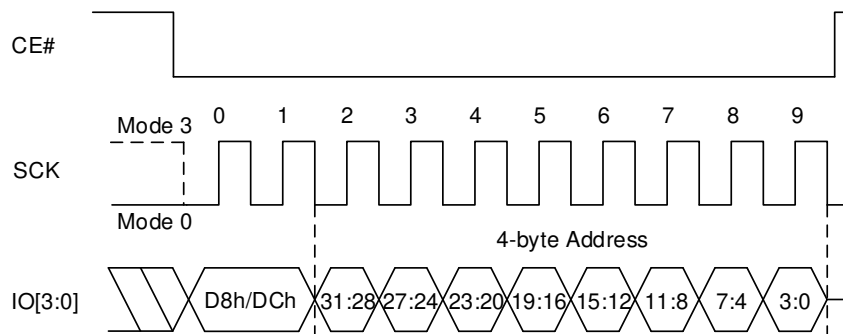 CE#
Mode 3
0 1 2 3 4 5 6 7 8 9
SCK
Mode 0
4-byte Address
IO[3:0]
D8h/DCh 31:28 27:24 23:20 19:16 15:12 11:8 7:4 3:0